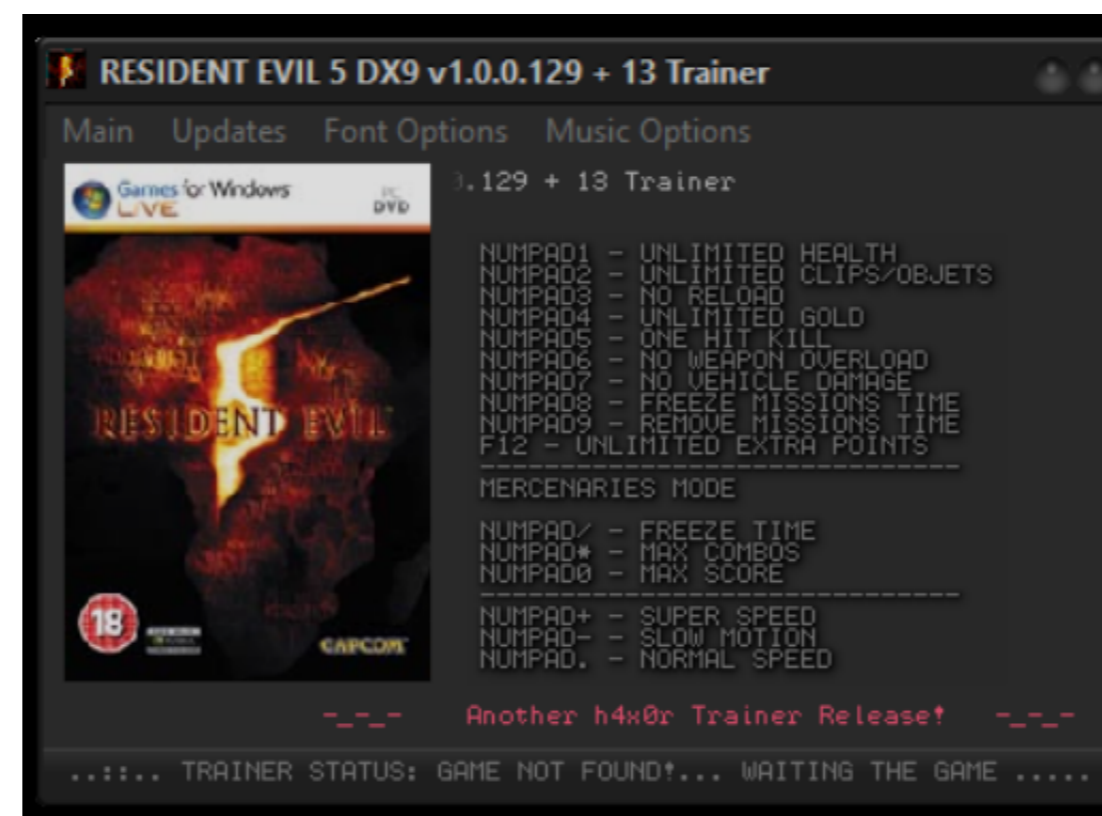 RESIDENT EVIL 5 DX9 v1.0.0.129 + 13 Trainer
Main Updates Font Options Music Options
.129 + 13 Trainer
Games for Windows
LIVE
PC
DVD
RESIDENT EVIL
5
18
CAPCOM
NUMPAD1 - UNLIMITED HEALTH
NUMPAD2 - UNLIMITED CLIPS/OBJETS
NUMPAD3 - NO RELOAD
NUMPAD4 - UNLIMITED GOLD
NUMPAD5 - ONE HIT KILL
NUMPAD6 - NO WEAPON OVERLOAD
NUMPAD7 - NO VEHICLE DAMAGE
NUMPAD8 - FREEZE MISSIONS TIME
NUMPAD9 - REMOVE MISSIONS TIME
F12 - UNLIMITED EXTRA POINTS
------------------------------
MERCENARIES MODE
NUMPAD/ - FREEZE TIME
NUMPAD* - MAX COMBOS
NUMPAD0 - MAX SCORE
------------------------------
NUMPAD+ - SUPER SPEED
NUMPAD- - SLOW MOTION
NUMPAD. - NORMAL SPEED
-_-_- Another h4x0r Trainer Release! -_-_-
..::.. TRAINER STATUS: GAME NOT FOUND!... WAITING THE GAME .....